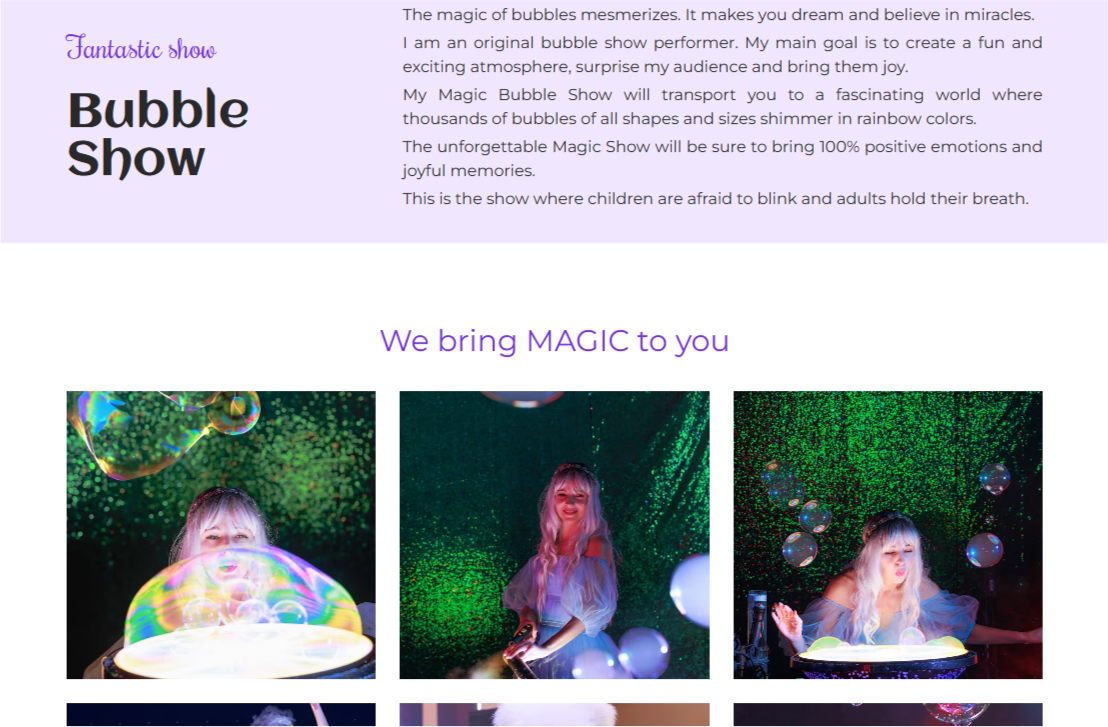 Fantastic show
Bubble
Show
The magic of bubbles mesmerizes. It makes you dream and believe in miracles.
I am an original bubble show performer. My main goal is to create a fun and
exciting atmosphere, surprise my audience and bring them joy.
My Magic Bubble Show will transport you to a fascinating world where
thousands of bubbles of all shapes and sizes shimmer in rainbow colors.
The unforgettable Magic Show will be sure to bring 100% positive emotions and
joyful memories.
This is the show where children are afraid to blink and adults hold their breath.
We bring MAGIC to you